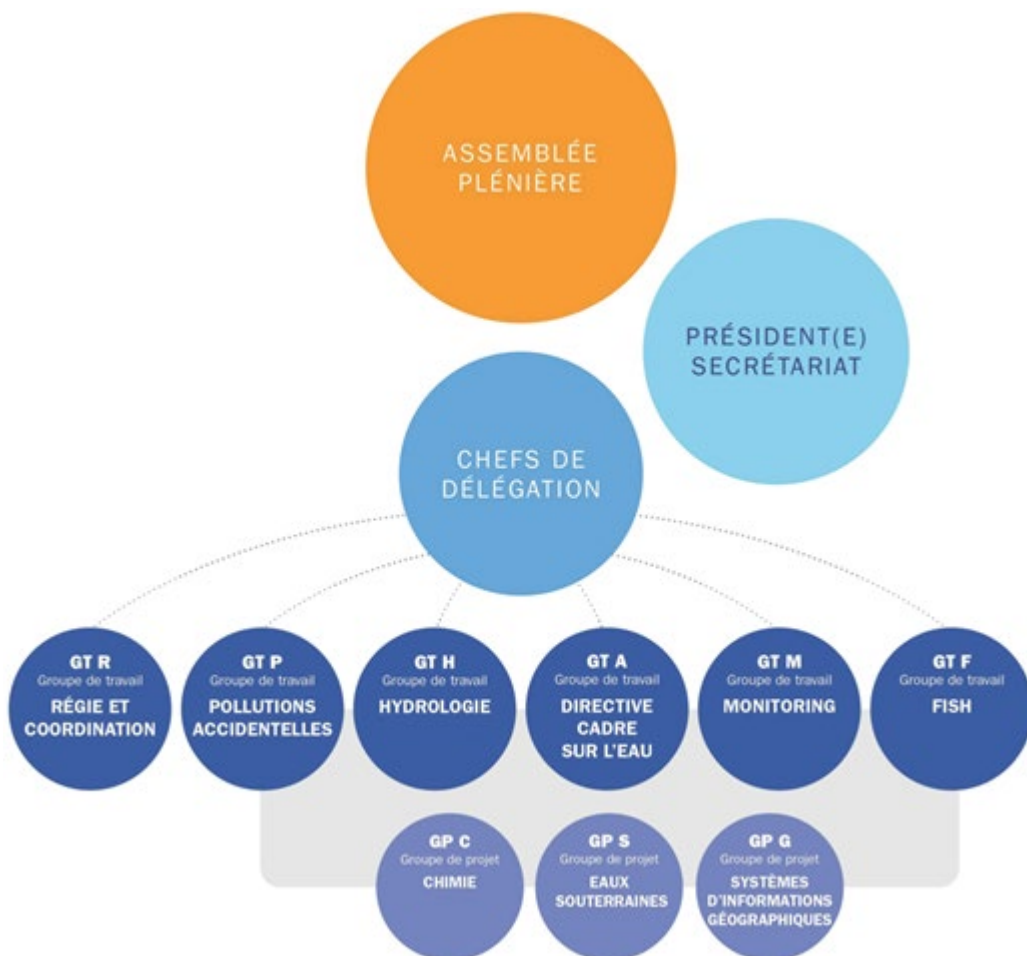 ASSEMBLÉE
PLÉNIÈRE
PRÉSIDENT(E)
SECRÉTARIAT
CHEFS DE
DÉLÉGATION
GT R
Groupe de travail
RÉGIE ET
COORDINATION
GT P
Groupe de travail
POLLUTIONS
ACCIDENTELLES
GT H
Groupe de travail
HYDROLOGIE
GT A
Groupe de travail
DIRECTIVE
CADRE
SUR L'EAU
GT M
Groupe de travail
MONITORING
GT F
Groupe de travail
FISH
GP C
Groupe de projet
CHIMIE
GP S
Groupe de projet
EAUX
SOUTERRAINES
GP G
Groupe de projet
SYSTÈMES
D'INFORMATIONS
GÉOGRAPHIQUES